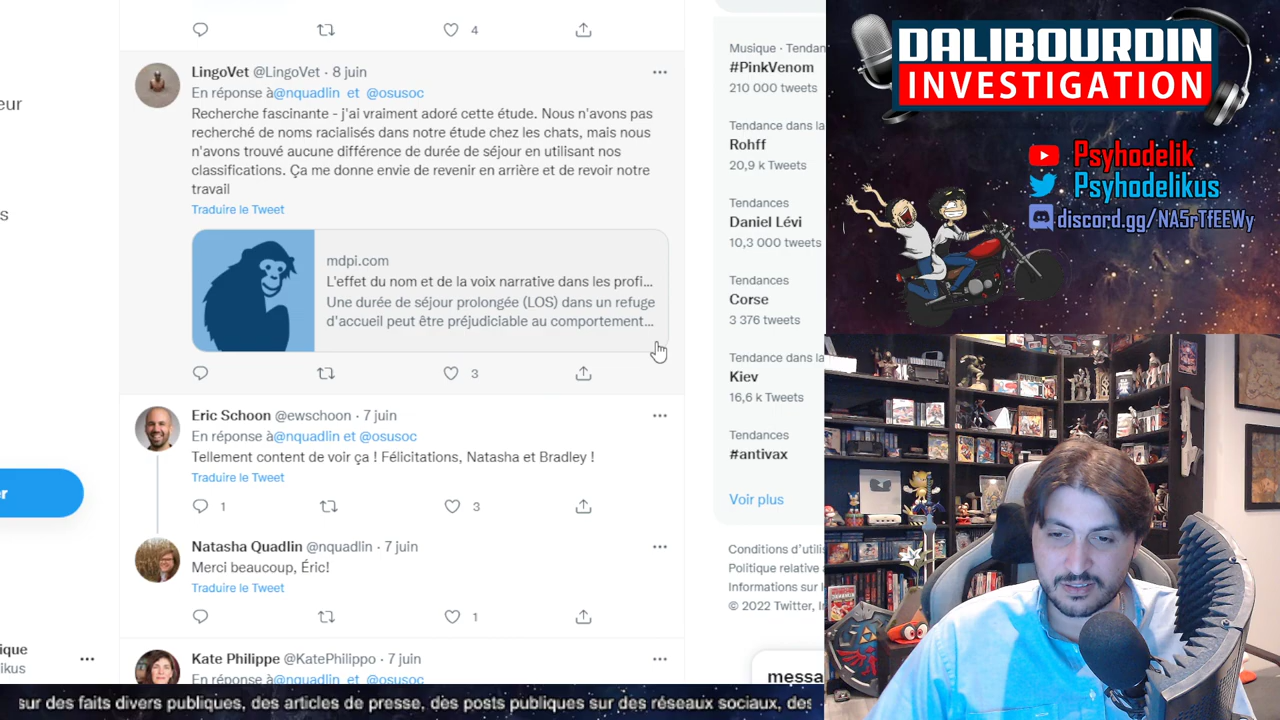 4
LingoVet @LingoVet · 8 juin
En réponse à@nquadlin et @osusoc
Recherche fascinante - j'ai vraiment adoré cette étude. Nous n'avons pas
recherché de noms racialisés dans notre étude chez les chats, mais nous
n'avons trouvé aucune différence de durée de séjour en utilisant nos
classifications. Ça me donne envie de revenir en arrière et de revoir notre
travail
Traduire le Tweet
mdpi.com
L'effet du nom et de la voix narrative dans les profi...
Une durée de séjour prolongée (LOS) dans un refuge
d'accueil peut être préjudiciable au comportement...
3
Eric Schoon @ewschoon · 7 juin
En réponse à@nquadlin et @osusoc
Tellement content de voir ça ! Félicitations, Natasha et Bradley !
Traduire le Tweet
1 3
Natasha Quadlin @nquadlin · 7 juin
Merci beaucoup, Éric!
Traduire le Tweet
1
Kate Philippe @KatePhilippo · 7 juin
En réponse à@nquadlin et @osusoc
eur
s
er
ique
ikus
Musique · Tendan
#PinkVenom
210 000 tweets
Tendance dans la
Rohff
20,9 k Tweets
Tendances
Daniel Lévi
10,3 000 tweets
Tendances
Corse
3 376 tweets
Tendance dans la
Kiev
16,6 k Tweets
Tendances
#antivax
Voir plus
Conditions d'utili
Politique relative
Informations sur l
© 2022 Twitter, I
messa
DALIBOURDIN
INVESTIGATION
Psyhodelik
Psyhodelikus
discord.gg/NA5rTfEEWy
sur des faits divers publiques, des articles de presse, des posts publiques sur des réseaux sociaux, des